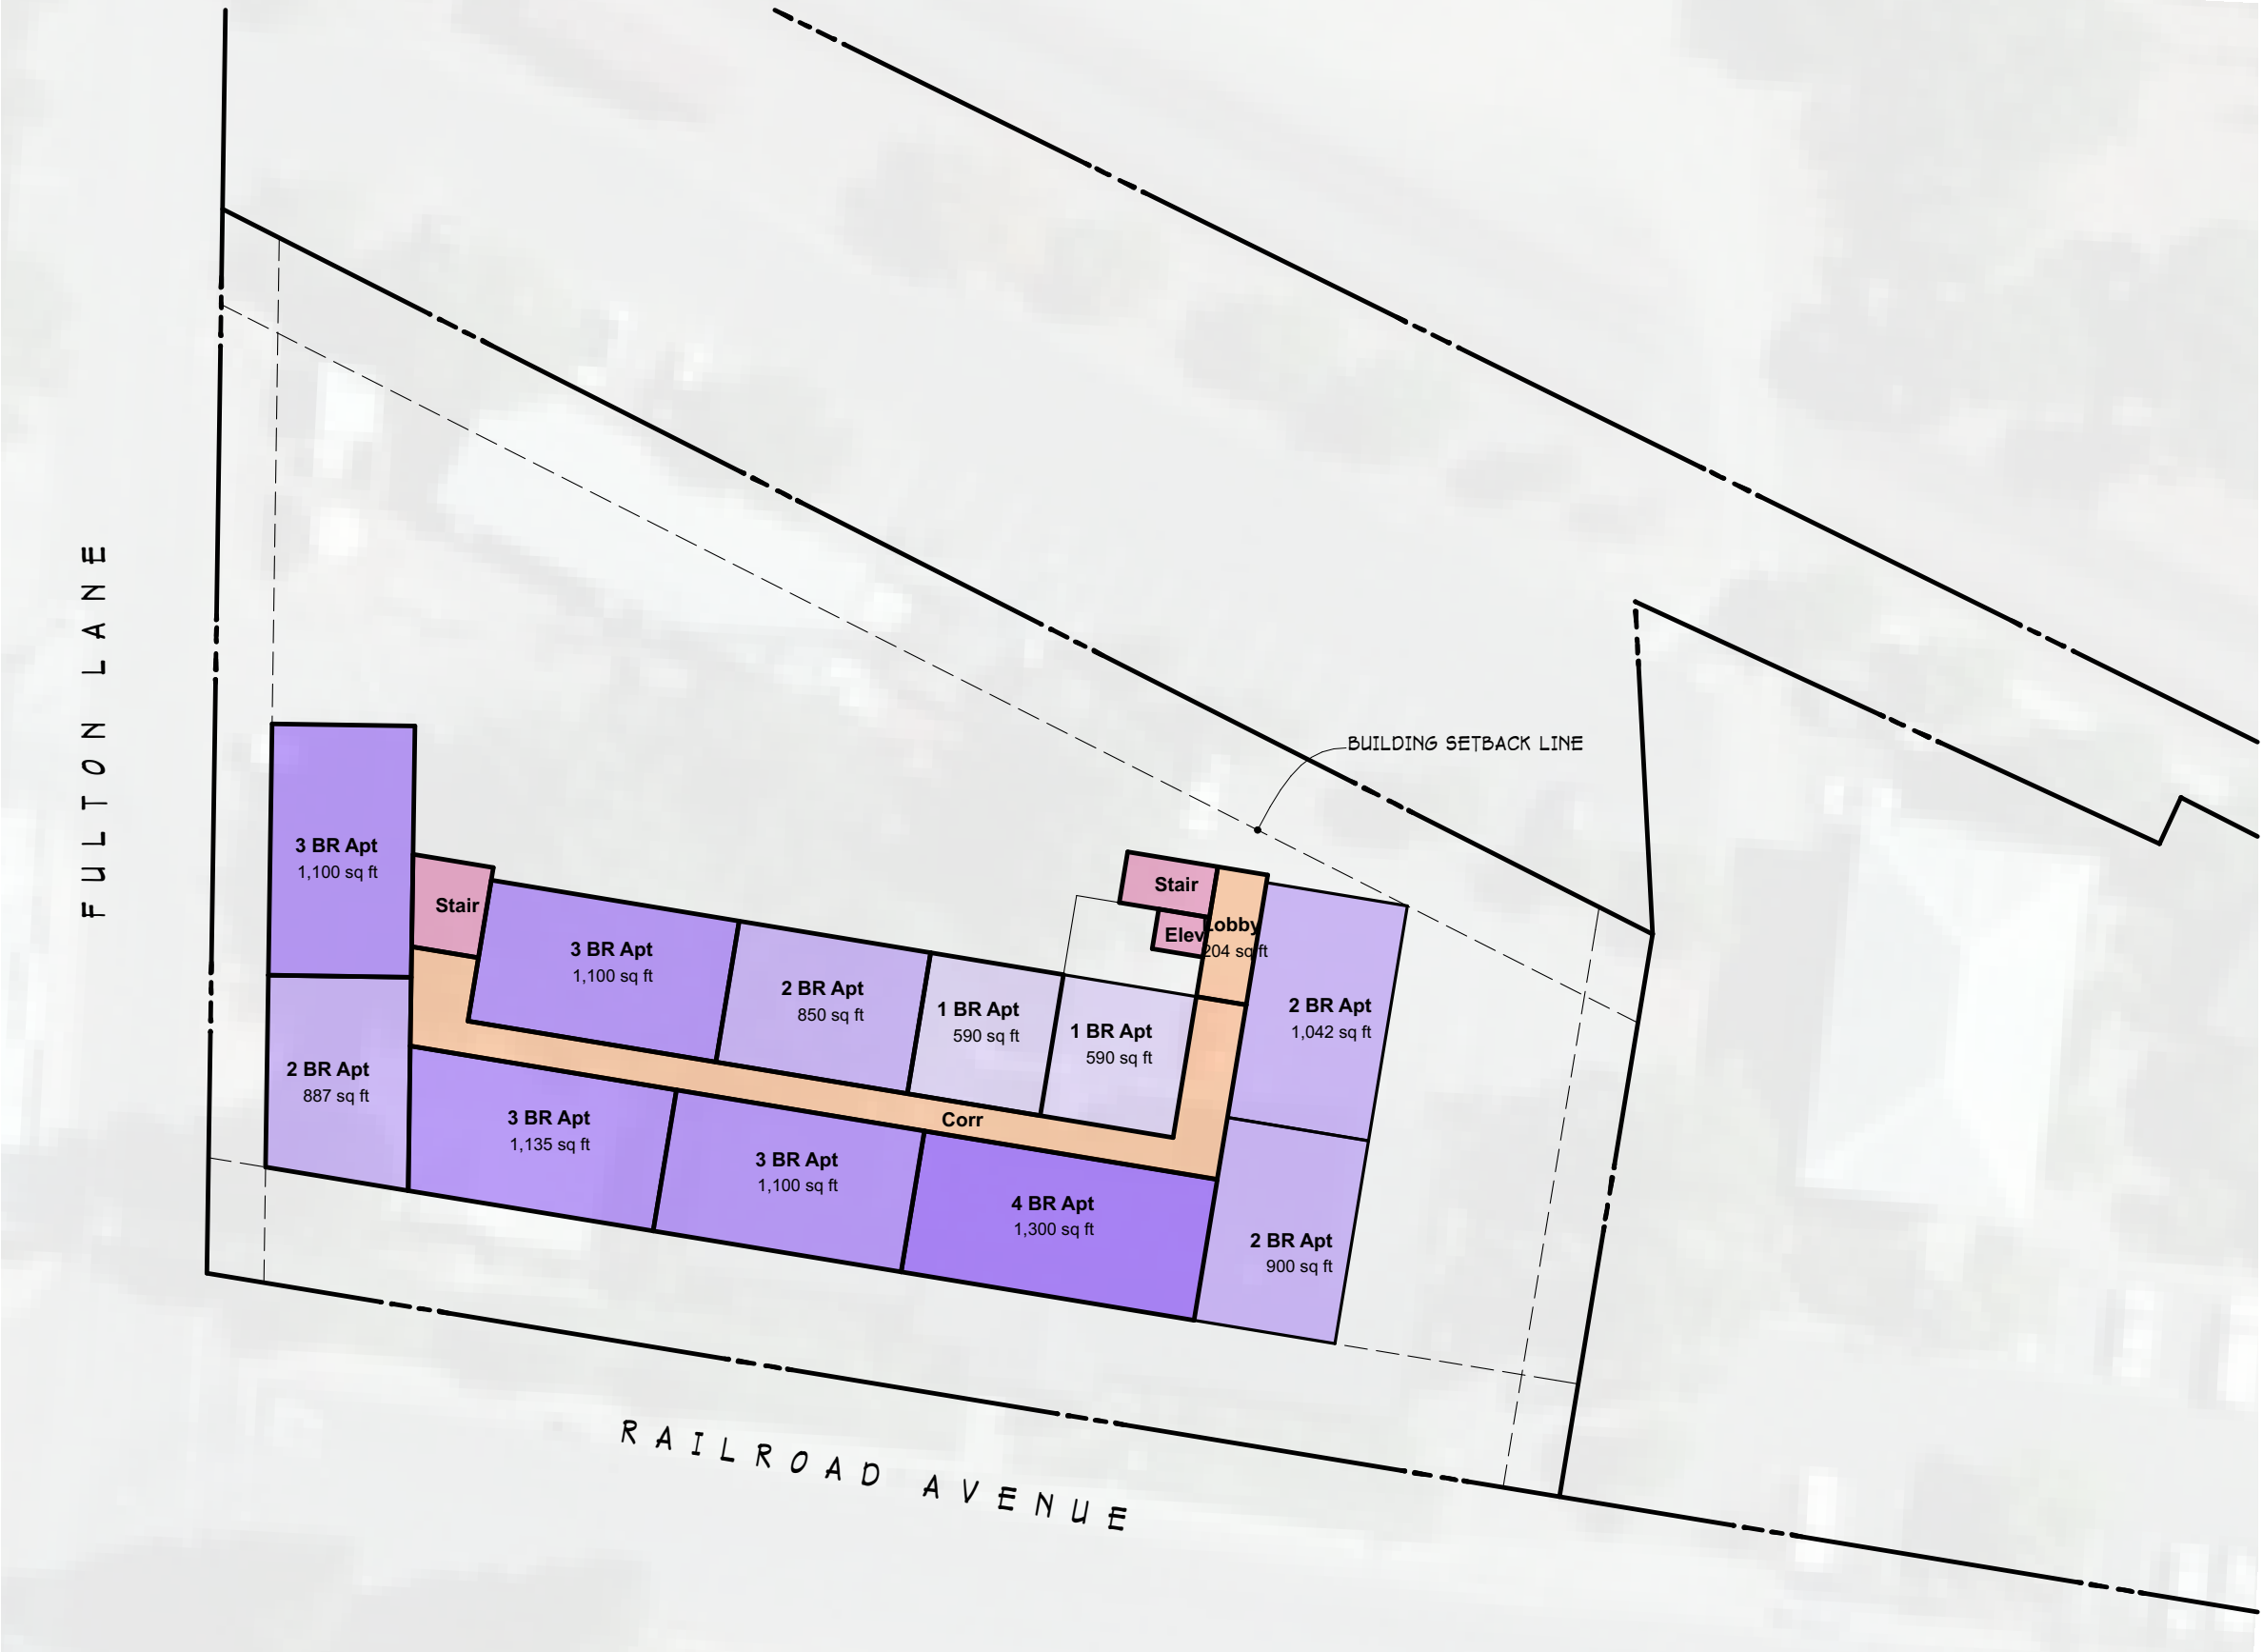 FULTON LANE
BUILDING SETBACK LINE
3 BR Apt
1,100 sq ft
Stair
2 BR Apt
887 sq ft
3 BR Apt
1,100 sq ft
2 BR Apt
850 sq ft
1 BR Apt
590 sq ft
1 BR Apt
590 sq ft
Stair
Elev
Lobby
204 sq ft
2 BR Apt
1,042 sq ft
Corr
3 BR Apt
1,135 sq ft
3 BR Apt
1,100 sq ft
4 BR Apt
1,300 sq ft
2 BR Apt
900 sq ft
RAILROAD AVENUE